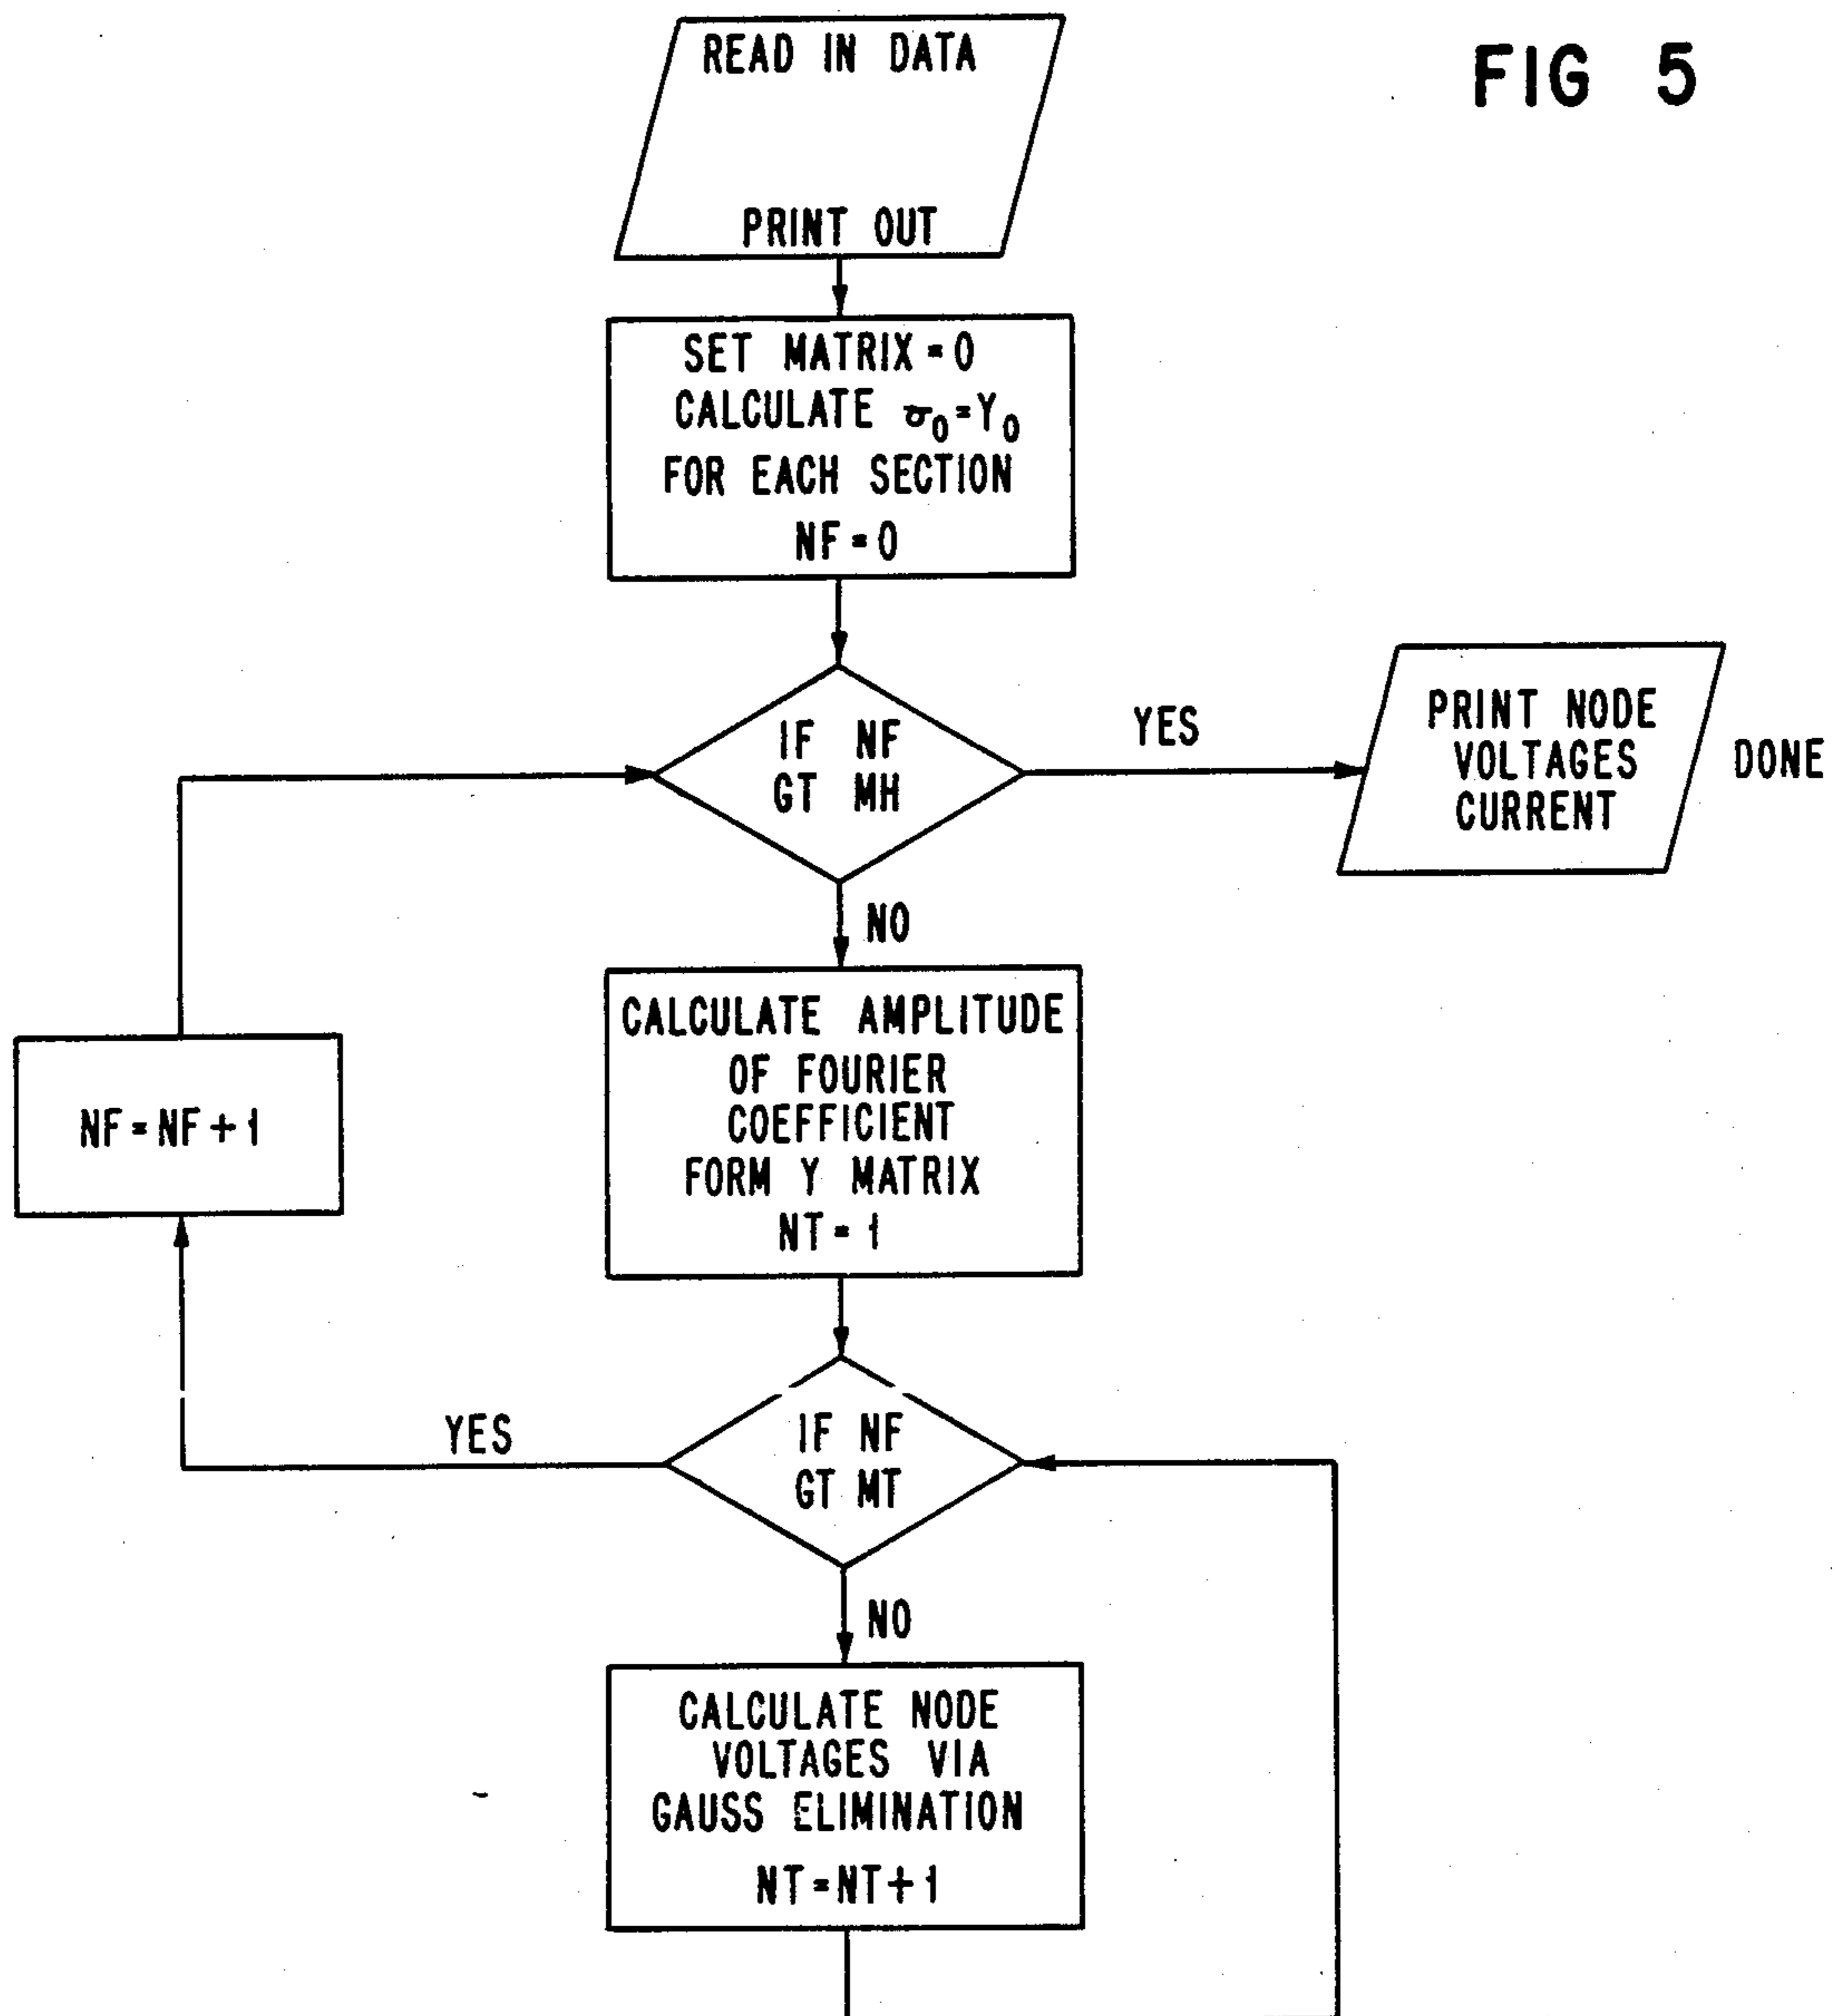 FIG 5
READ IN DATA
PRINT OUT
SET MATRIX = 0
CALCULATE σ₀ = Y₀
FOR EACH SECTION
NF = 0
IF NF
GT MH
YES
PRINT NODE
VOLTAGES
CURRENT
DONE
NO
CALCULATE AMPLITUDE
OF FOURIER
COEFFICIENT
FORM Y MATRIX
NT = 1
NF = NF + 1
IF NF
GT MT
YES
NO
CALCULATE NODE
VOLTAGES VIA
GAUSS ELIMINATION
NT = NT + 1